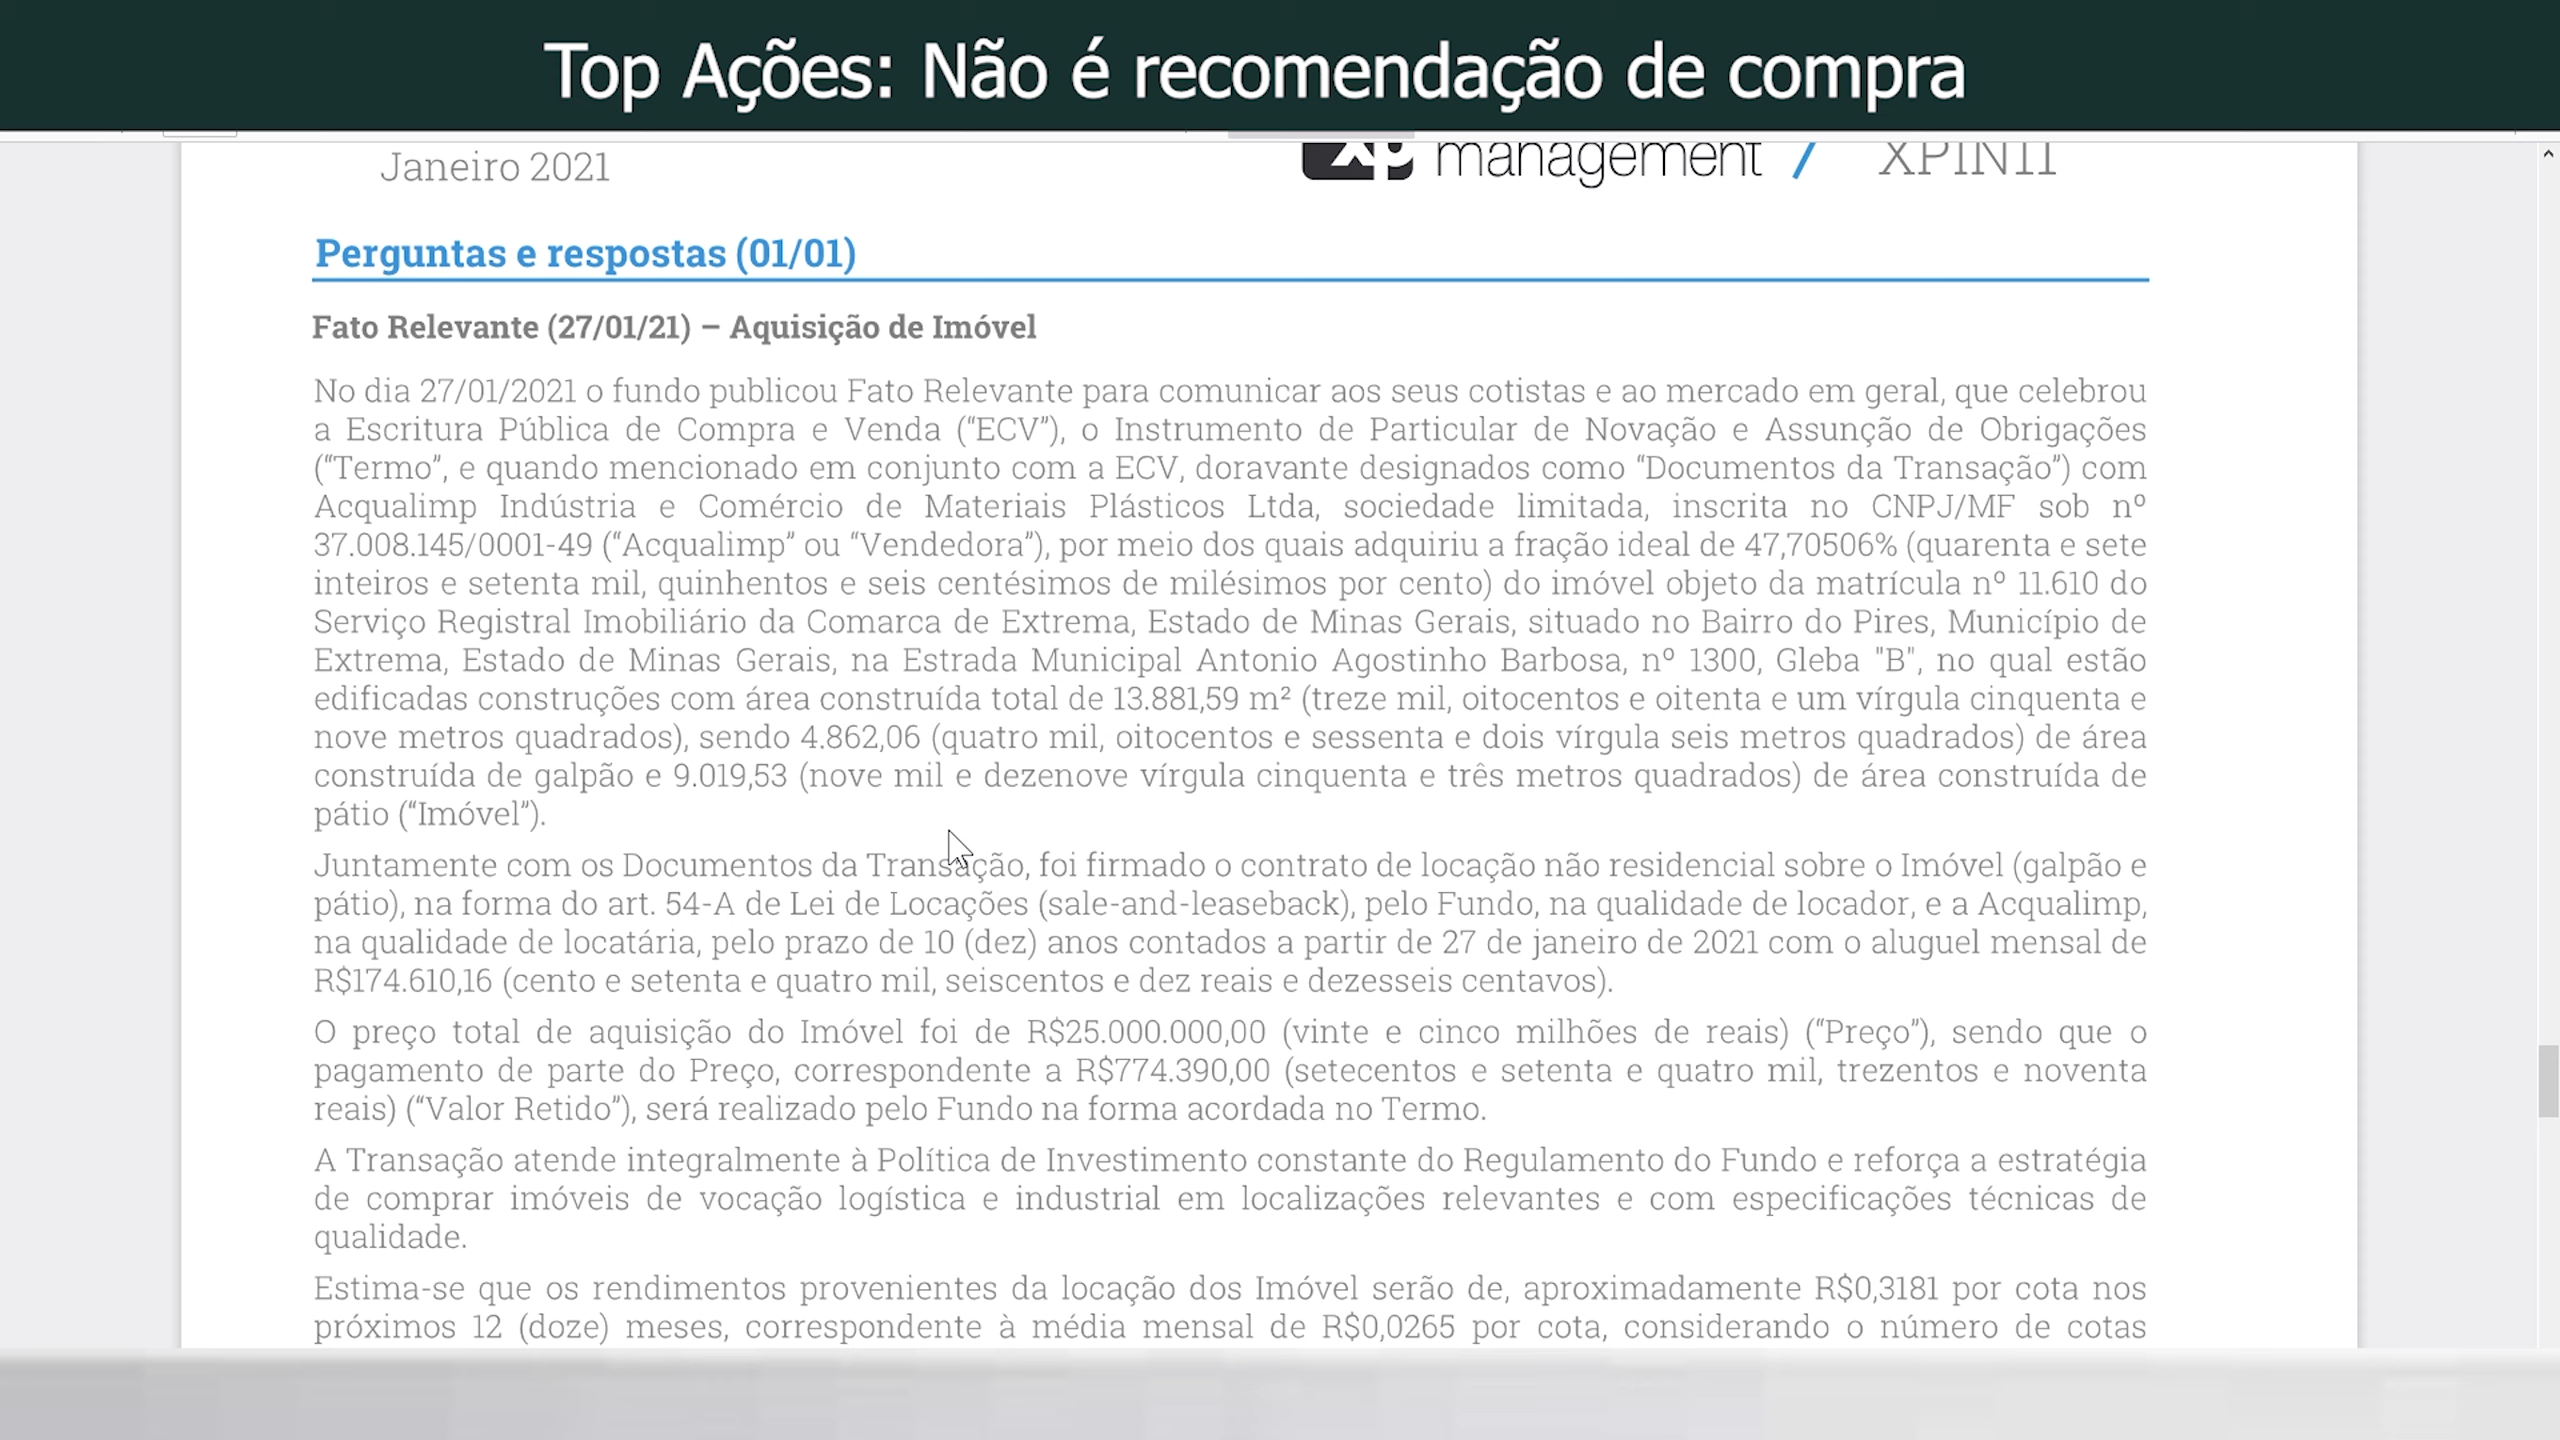 Top Ações: Não é recomendação de compra
Janeiro 2021
xp management / XPIN11
Perguntas e respostas (01/01)
Fato Relevante (27/01/21) – Aquisição de Imóvel
No dia 27/01/2021 o fundo publicou Fato Relevante para comunicar aos seus cotistas e ao mercado em geral, que celebrou
a Escritura Pública de Compra e Venda (“ECV”), o Instrumento de Particular de Novação e Assunção de Obrigações
(“Termo”, e quando mencionado em conjunto com a ECV, doravante designados como “Documentos da Transação”) com
Acqualimp Indústria e Comércio de Materiais Plásticos Ltda, sociedade limitada, inscrita no CNPJ/MF sob nº
37.008.145/0001-49 (“Acqualimp” ou “Vendedora”), por meio dos quais adquiriu a fração ideal de 47,70506% (quarenta e sete
inteiros e setenta mil, quinhentos e seis centésimos de milésimos por cento) do imóvel objeto da matrícula nº 11.610 do
Serviço Registral Imobiliário da Comarca de Extrema, Estado de Minas Gerais, situado no Bairro do Pires, Município de
Extrema, Estado de Minas Gerais, na Estrada Municipal Antonio Agostinho Barbosa, nº 1300, Gleba "B", no qual estão
edificadas construções com área construída total de 13.881,59 m² (treze mil, oitocentos e oitenta e um vírgula cinquenta e
nove metros quadrados), sendo 4.862,06 (quatro mil, oitocentos e sessenta e dois vírgula seis metros quadrados) de área
construída de galpão e 9.019,53 (nove mil e dezenove vírgula cinquenta e três metros quadrados) de área construída de
pátio (“Imóvel”).
Juntamente com os Documentos da Transação, foi firmado o contrato de locação não residencial sobre o Imóvel (galpão e
pátio), na forma do art. 54-A de Lei de Locações (sale-and-leaseback), pelo Fundo, na qualidade de locador, e a Acqualimp,
na qualidade de locatária, pelo prazo de 10 (dez) anos contados a partir de 27 de janeiro de 2021 com o aluguel mensal de
R$174.610,16 (cento e setenta e quatro mil, seiscentos e dez reais e dezesseis centavos).
O preço total de aquisição do Imóvel foi de R$25.000.000,00 (vinte e cinco milhões de reais) (“Preço”), sendo que o
pagamento de parte do Preço, correspondente a R$774.390,00 (setecentos e setenta e quatro mil, trezentos e noventa
reais) (“Valor Retido”), será realizado pelo Fundo na forma acordada no Termo.
A Transação atende integralmente à Política de Investimento constante do Regulamento do Fundo e reforça a estratégia
de comprar imóveis de vocação logística e industrial em localizações relevantes e com especificações técnicas de
qualidade.
Estima-se que os rendimentos provenientes da locação dos Imóvel serão de, aproximadamente R$0,3181 por cota nos
próximos 12 (doze) meses, correspondente à média mensal de R$0,0265 por cota, considerando o número de cotas